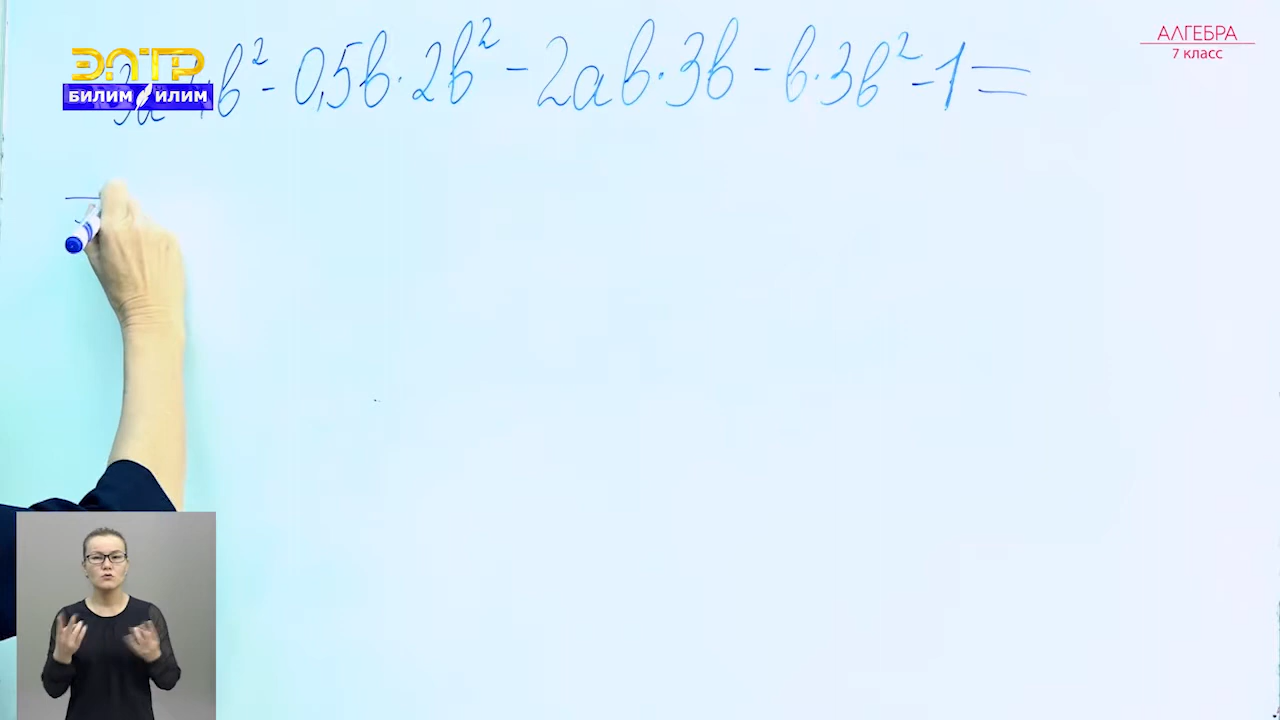 АЛГЕБРА
7 класс
ЭЛТР
БИЛИМ ИЛИМ
в² - 0,5в · 2в² - 2ав · 3в - в · 3в² - 1 =